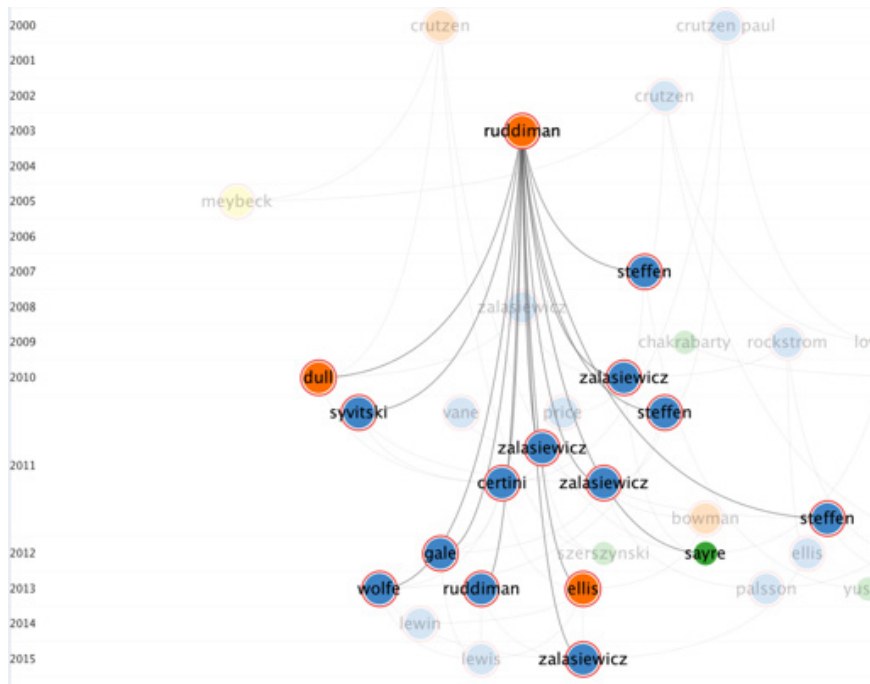 2000
crutzen
crutzen paul
2001
2002
crutzen
2003
ruddiman
2004
2005
meybeck
2006
2007
steffen
2008
zalasiewicz
2009
chakrabarty
rockstrom
lo
2010
dull
zalasiewicz
syvitski
vane
price
steffen
zalasiewicz
2011
certini
zalasiewicz
bowman
steffen
2012
gale
szerszynski
sayre
ellis
2013
wolfe
ruddiman
ellis
palsson
yus
2014
lewin
2015
lewis
zalasiewicz